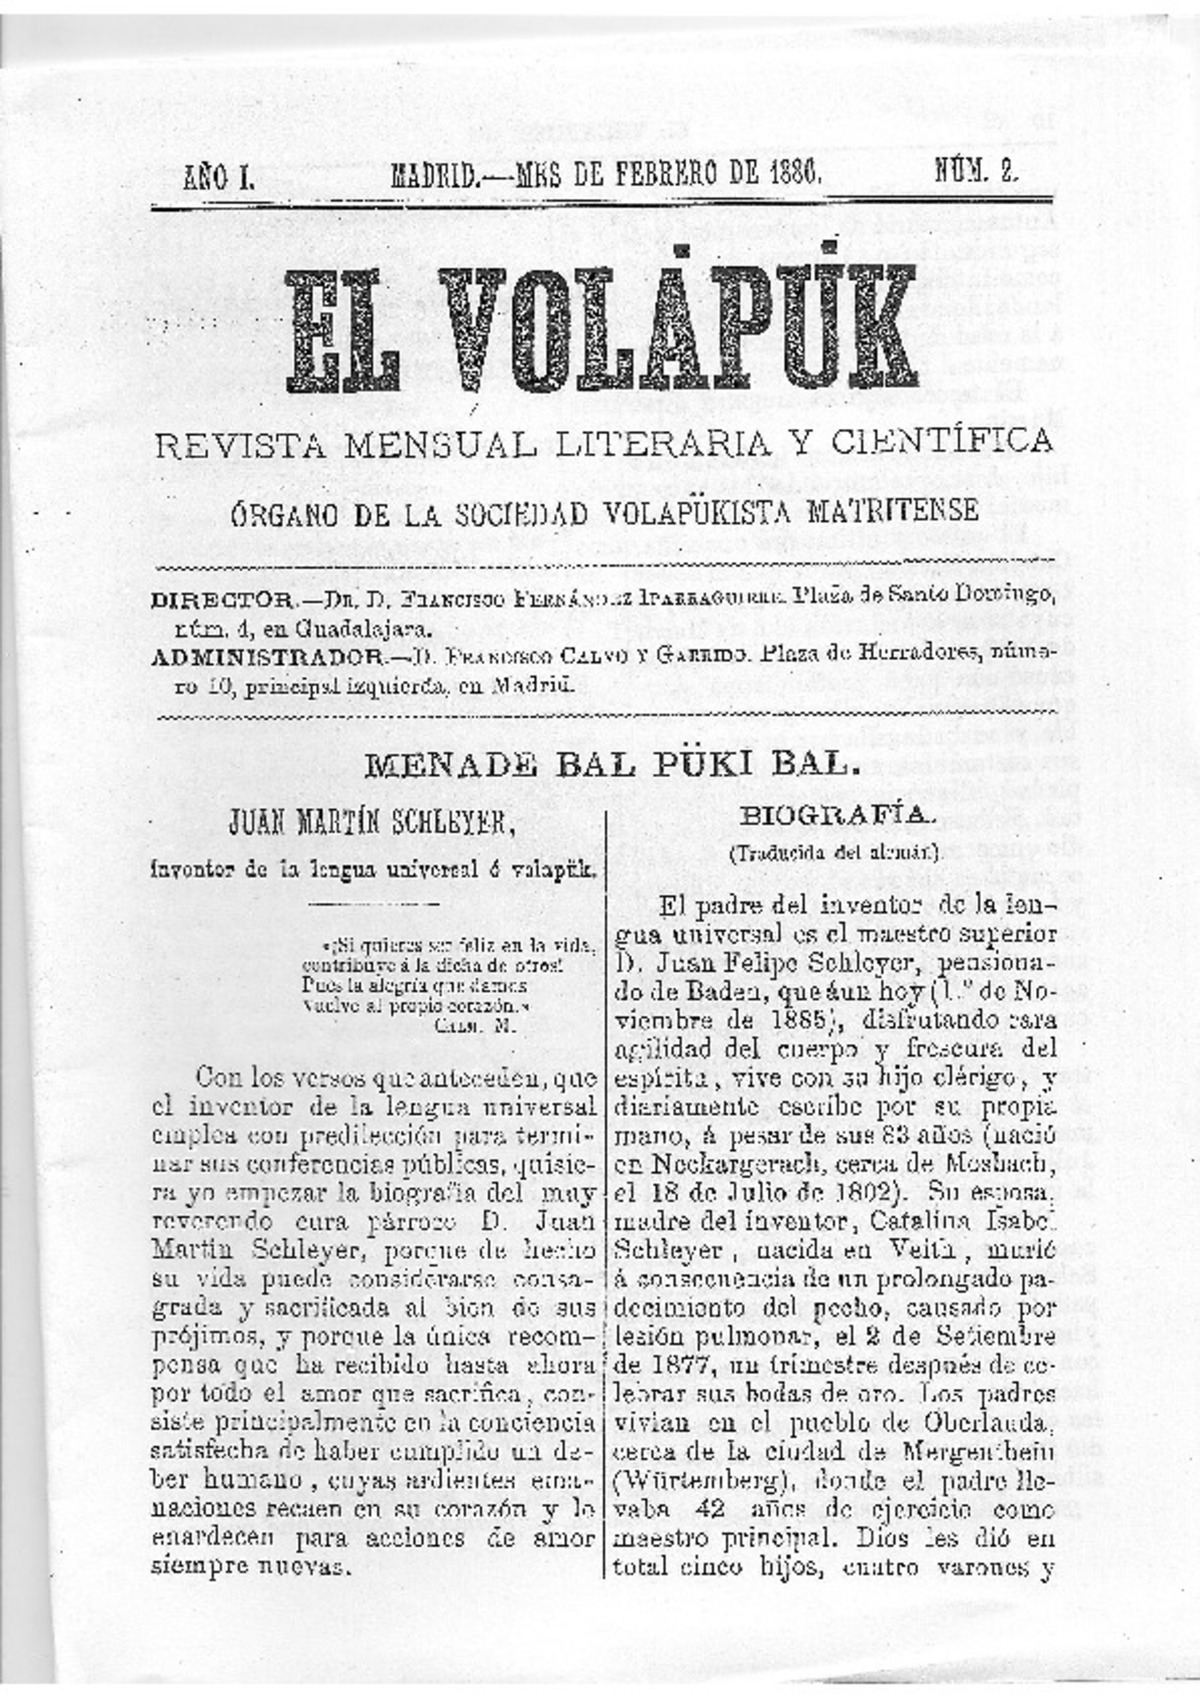 AÑO I. MADRID.—MES DE FEBRERO DE 1886. NÚM. 2.
EL VOLÁPÜK
REVISTA MENSUAL LITERARIA Y CIENTÍFICA
ÓRGANO DE LA SOCIEDAD VOLAPÜKISTA MATRITENSE
DIRECTOR.—DR. D. FRANCISCO FERNÁNDEZ IPARRAGUIRRE. Plaza de Santo Domingo,
núm. 4, en Guadalajara.
ADMINISTRADOR.—D. FRANCISCO CALVO Y GARRIDO. Plaza de Herradores, núme-
ro 10, principal izquierda, en Madrid.
MENADE BAL PÜKI BAL.
JUAN MARTÍN SCHLEYER,
inventor de la lengua universal ó volapük.
«¡Si quieres ser feliz en la vida,
contribuye á la dicha de otros!
Pues la alegría que damos
Vuelve al propio corazón.»
M.
Con los versos que anteceden, que
el inventor de la lengua universal
emplea con predilección para termi-
nar sus conferencias públicas, quisie-
ra yo empezar la biografía del muy
reverendo cura párroco D. Juan
Martin Schleyer, porque de hecho
su vida puede considerarse consa-
grada y sacrificada al bien de sus
prójimos, y porque la única recom-
pensa que ha recibido hasta ahora
por todo el amor que sacrifica, con-
siste principalmente en la conciencia
satisfecha de haber cumplido un de-
ber humano, cuyas ardientes ema-
naciones recaen en su corazón y le
enardecen para acciones de amor
siempre nuevas.
BIOGRAFÍA.
(Traducida del alemán).
El padre del inventor de la len-
gua universal es el maestro superior
D. Juan Felipe Schleyer, pensiona-
do de Baden, que áun hoy (1.º de No-
viembre de 1885), disfrutando rara
agilidad del cuerpo y frescura del
espíritu, vive con su hijo clérigo, y
diariamente escribe por su propia
mano, á pesar de sus 83 años (nació
en Neckargerach, cerca de Mosbach,
el 18 de Julio de 1802). Su esposa,
madre del inventor, Catalina Isabel
Schleyer, nacida en Veith, murió
á consecuencia de un prolongado pa-
decimiento del pecho, causado por
lesión pulmonar, el 2 de Setiembre
de 1877, un trimestre después de ce-
lebrar sus bodas de oro. Los padres
vivian en el pueblo de Oberlauda,
cerca de la ciudad de Mergentheim
(Würtemberg), donde el padre lle-
vaba 42 años de ejercicio como
maestro principal. Dios les dió en
total cinco hijos, cuatro varones y